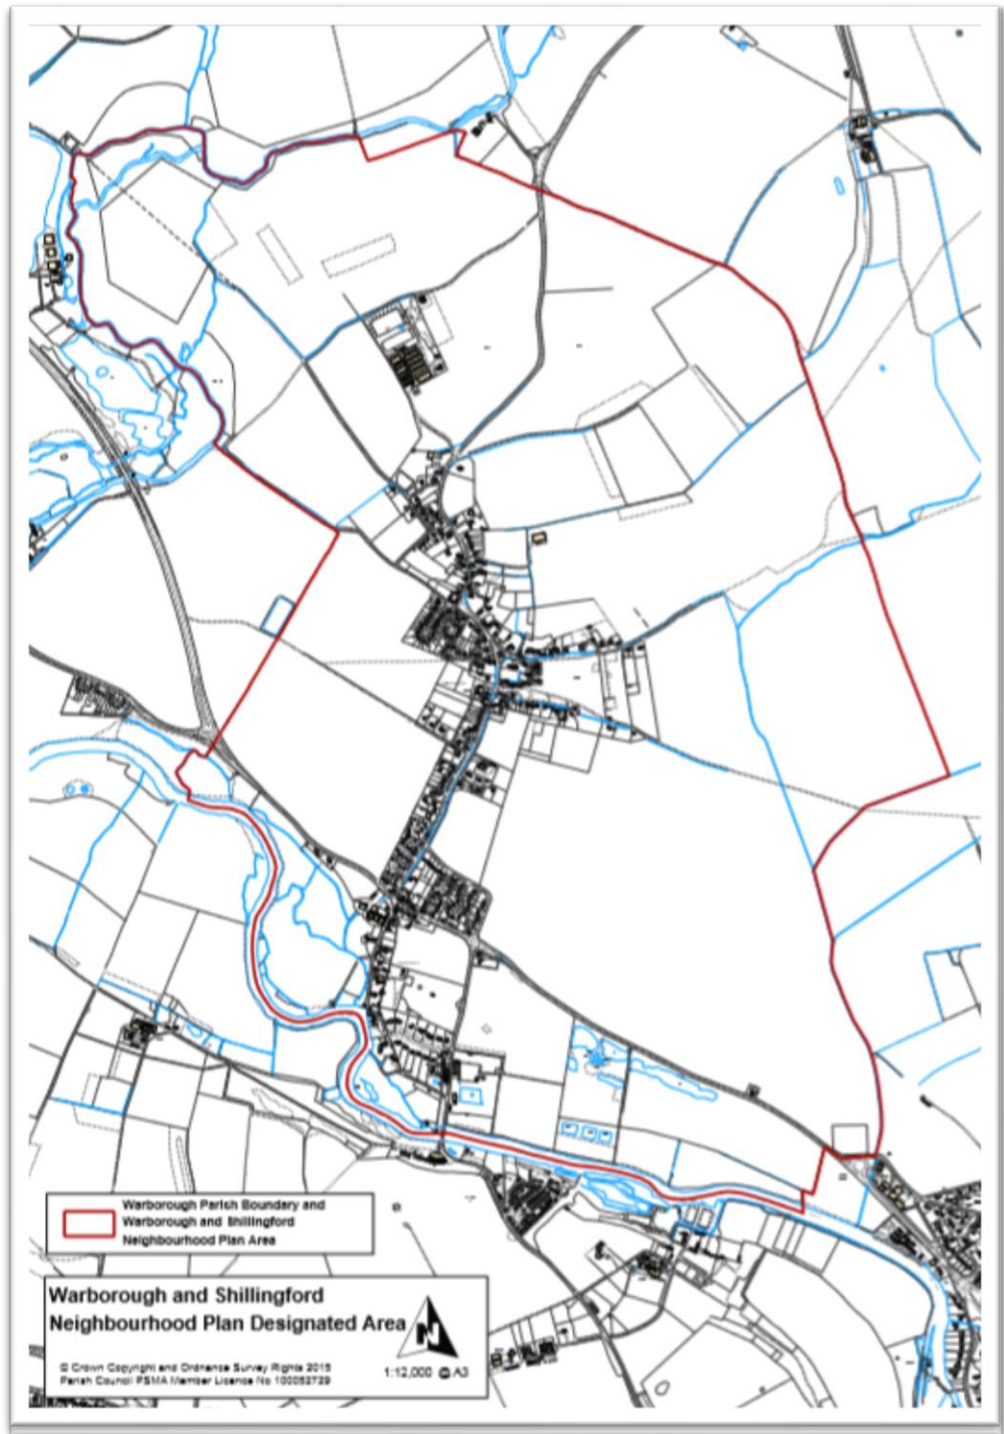 Warborough Parish Boundary and
Warborough and Shillingford
Neighbourhood Plan Area
Warborough and Shillingford
Neighbourhood Plan Designated Area
N
© Crown Copyright and Ordnance Survey Rights 2015
Parish Council PSMA Member Licence No 100052729
1:12,000 @ A3